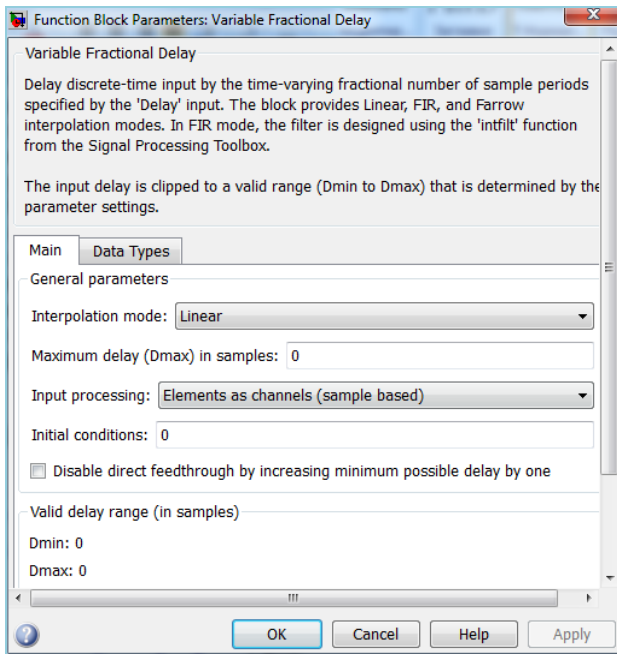 Function Block Parameters: Variable Fractional Delay
Variable Fractional Delay
Delay discrete-time input by the time-varying fractional number of sample periods
specified by the 'Delay' input. The block provides Linear, FIR, and Farrow
interpolation modes. In FIR mode, the filter is designed using the 'intfilt' function
from the Signal Processing Toolbox.
The input delay is clipped to a valid range (Dmin to Dmax) that is determined by the
parameter settings.
Main Data Types
General parameters
Interpolation mode: Linear
Maximum delay (Dmax) in samples: 0
Input processing: Elements as channels (sample based)
Initial conditions: 0
Disable direct feedthrough by increasing minimum possible delay by one
Valid delay range (in samples)
Dmin: 0
Dmax: 0
OK Cancel Help Apply